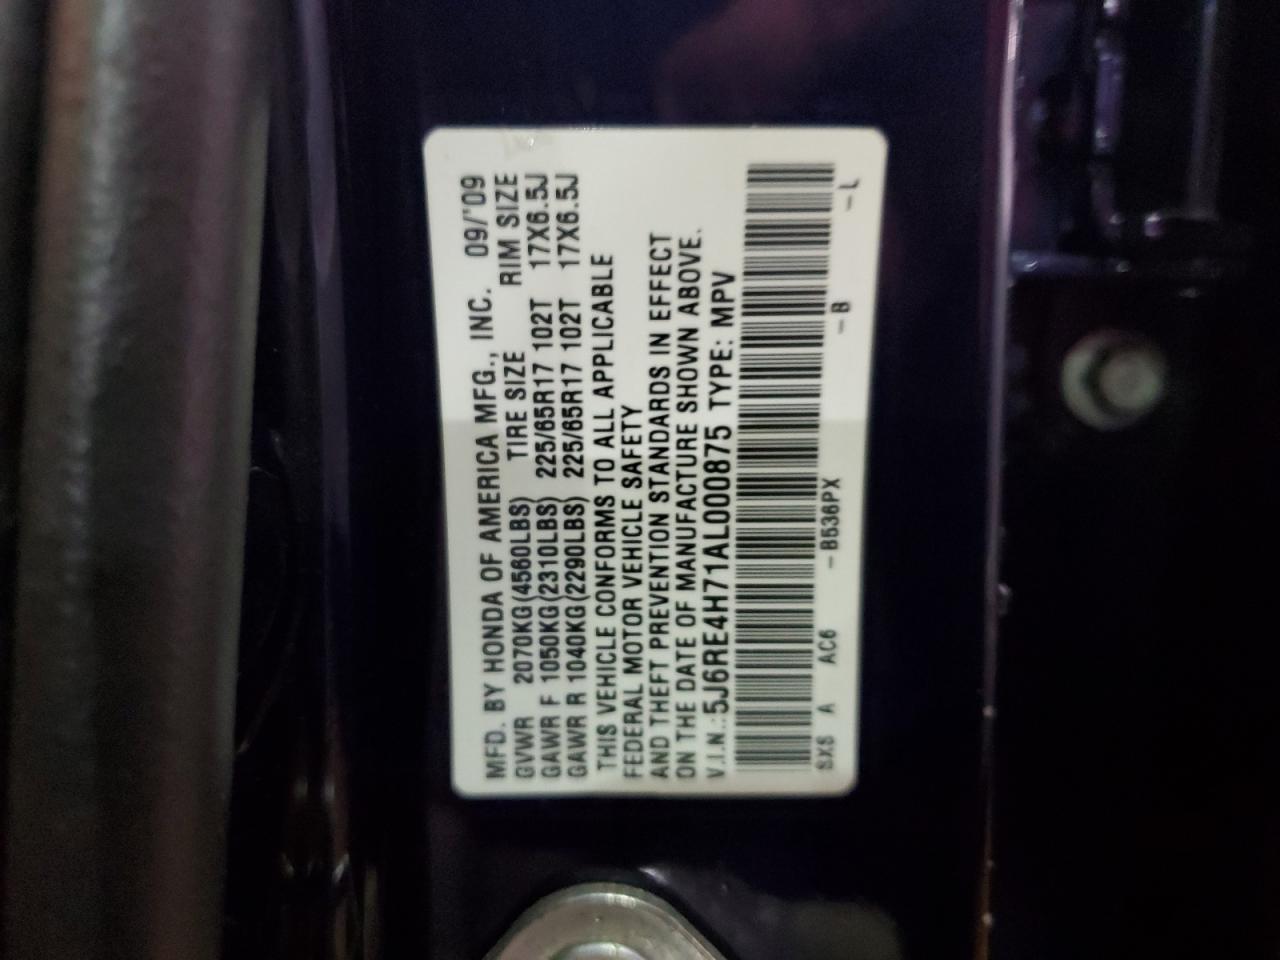 MFD. BY HONDA OF AMERICA MFG., INC. 09/'09
GVWR 2070KG(4560LBS) TIRE SIZE RIM SIZE
GAWR F 1050KG(2310LBS) 225/65R17 102T 17X6.5J
GAWR R 1040KG(2290LBS) 225/65R17 102T 17X6.5J
THIS VEHICLE CONFORMS TO ALL APPLICABLE
FEDERAL MOTOR VEHICLE SAFETY
AND THEFT PREVENTION STANDARDS IN EFFECT
ON THE DATE OF MANUFACTURE SHOWN ABOVE.
V.I.N.:5J6RE4H71AL000875 TYPE: MPV
SXS A AC6 -B536PX -B -L